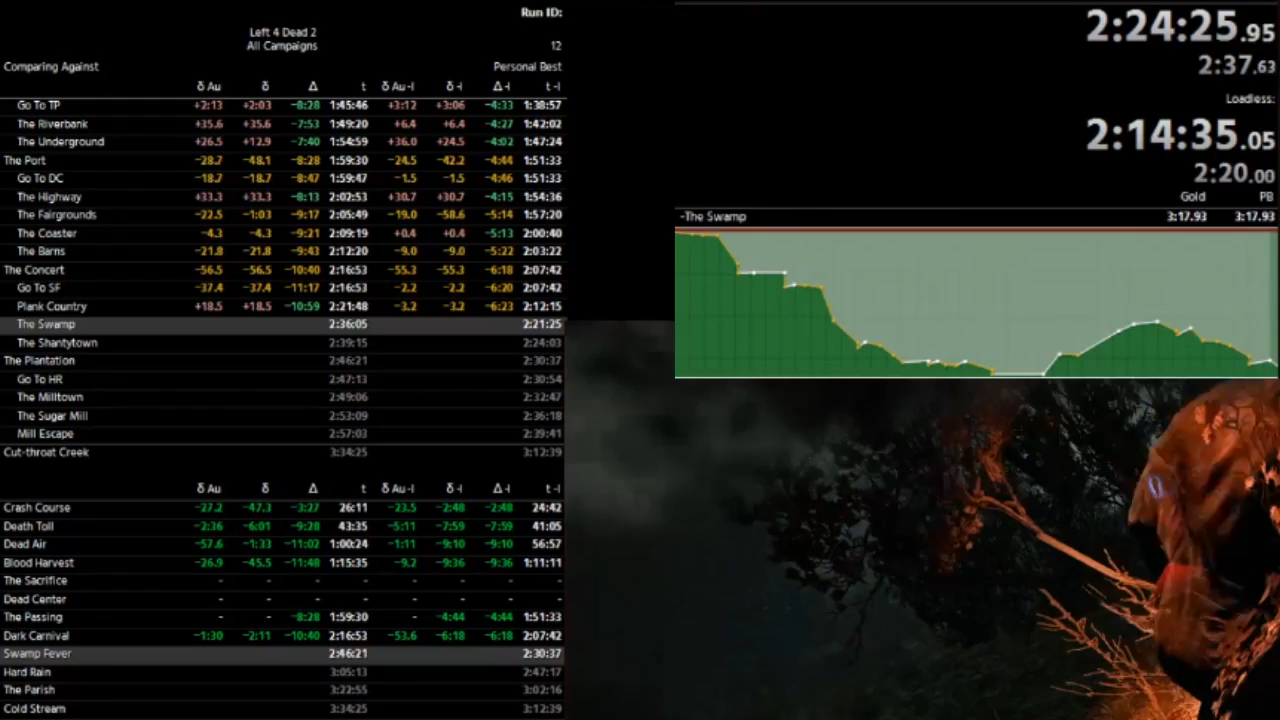 Run ID:
Left 4 Dead 2
All Campaigns 12
Comparing Against Personal Best
δ Au δ Δ t δ Au -I δ -I Δ -I t -I
Go To TP +2:13 +2:03 −8:28 1:45:46 +3:12 +3:06 −4:33 1:38:57
The Riverbank +35.6 +35.6 −7:53 1:49:20 +6.4 +6.4 −4:27 1:42:02
The Underground +26.5 +12.9 −7:40 1:54:59 +36.0 +24.5 −4:02 1:47:24
The Port −28.7 −48.1 −8:28 1:59:30 −24.5 −42.2 −4:44 1:51:33
Go To DC −18.7 −18.7 −8:47 1:59:47 −1.5 −1.5 −4:46 1:51:33
The Highway +33.3 +33.3 −8:13 2:02:53 +30.7 +30.7 −4:15 1:54:36
The Fairgrounds −22.5 −1:03 −9:17 2:05:49 −19.0 −58.6 −5:14 1:57:20
The Coaster −4.3 −4.3 −9:21 2:09:19 +0.4 +0.4 −5:13 2:00:40
The Barns −21.8 −21.8 −9:43 2:12:20 −9.0 −9.0 −5:22 2:03:22
The Concert −56.5 −56.5 −10:40 2:16:53 −55.3 −55.3 −6:18 2:07:42
Go To SF −37.4 −37.4 −11:17 2:16:53 −2.2 −2.2 −6:20 2:07:42
Plank Country +18.5 +18.5 −10:59 2:21:48 −3.2 −3.2 −6:23 2:12:15
The Swamp 2:36:05 2:21:25
The Shantytown 2:39:15 2:24:03
The Plantation 2:46:21 2:30:37
Go To HR 2:47:13 2:30:54
The Milltown 2:49:06 2:32:47
The Sugar Mill 2:53:09 2:36:18
Mill Escape 2:57:03 2:39:41
Cut-throat Creek 3:34:25 3:12:39
δ Au δ Δ t δ Au -I δ -I Δ -I t -I
Crash Course −27.2 −47.3 −3:27 26:11 −23.5 −2:48 −2:48 24:42
Death Toll −2:36 −6:01 −9:28 43:35 −5:11 −7:59 −7:59 41:05
Dead Air −57.6 −1:33 −11:02 1:00:24 −1:11 −9:10 −9:10 56:57
Blood Harvest −26.9 −45.5 −11:48 1:15:35 −9.2 −9:36 −9:36 1:11:11
The Sacrifice - - - - - - - -
Dead Center - - - - - - - -
The Passing - - −8:28 1:59:30 - −4:44 −4:44 1:51:33
Dark Carnival −1:30 −2:11 −10:40 2:16:53 −53.6 −6:18 −6:18 2:07:42
Swamp Fever 2:46:21 2:30:37
Hard Rain 3:05:13 2:47:17
The Parish 3:22:55 3:02:16
Cold Stream 3:34:25 3:12:39
2:24:25.95
2:37.63
Loadless:
2:14:35.05
2:20.00
Gold PB
-The Swamp 3:17.93 3:17.93